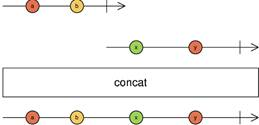 a b
x y
concat
a b x y